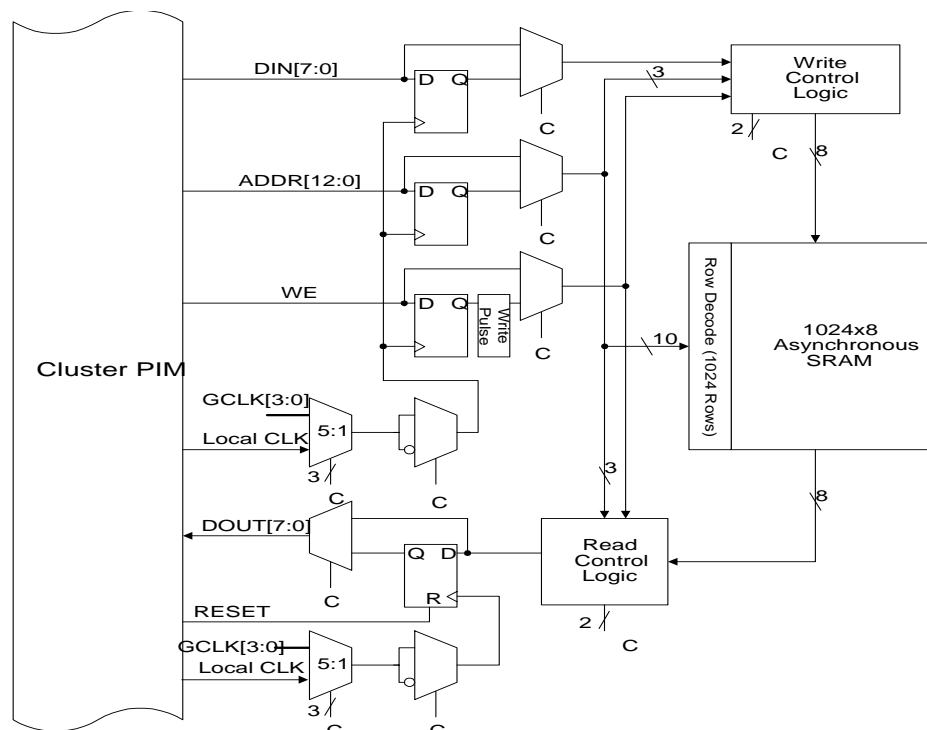 DIN[7:0]
D Q
C
3
Write
Control
Logic
2
C
8
ADDR[12:0]
D Q
C
WE
D Q
Write
Pulse
C
10
Row Decode (1024 Rows)
1024x8
Asynchronous
SRAM
Cluster PIM
GCLK[3:0]
5:1
Local CLK
3
C
C
3
8
DOUT[7:0]
Q D
R
C
Read
Control
Logic
2
C
RESET
GCLK[3:0]
5:1
Local CLK
3
C
C